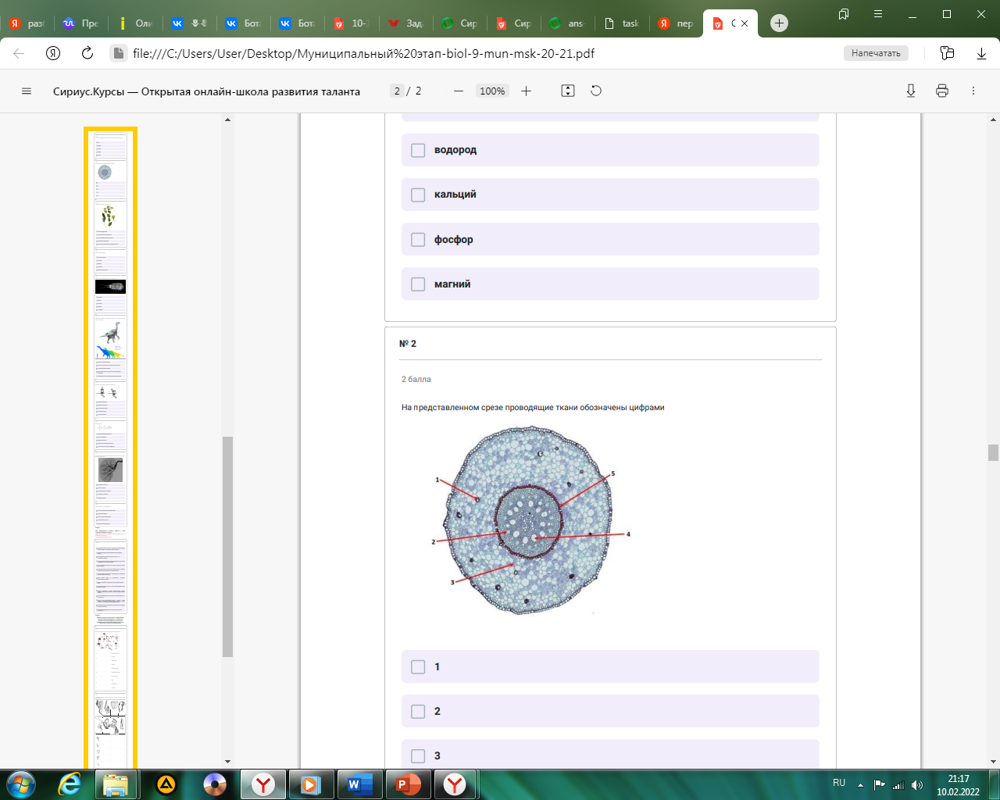 раз
Пре
Оли
Бота
Бота
10-
Зад
Сир
Сир
ans-
task
пер
С
file:///C:/Users/User/Desktop/Муниципальный%20этап-biol-9-mun-msk-20-21.pdf
Напечатать
Сириус.Курсы — Открытая онлайн-школа развития таланта
2 / 2
100%
водород
кальций
фосфор
магний
№ 2
2 балла
На представленном срезе проводящие ткани обозначены цифрами
1
5
2
4
3
1
2
3
RU
21:17
10.02.2022